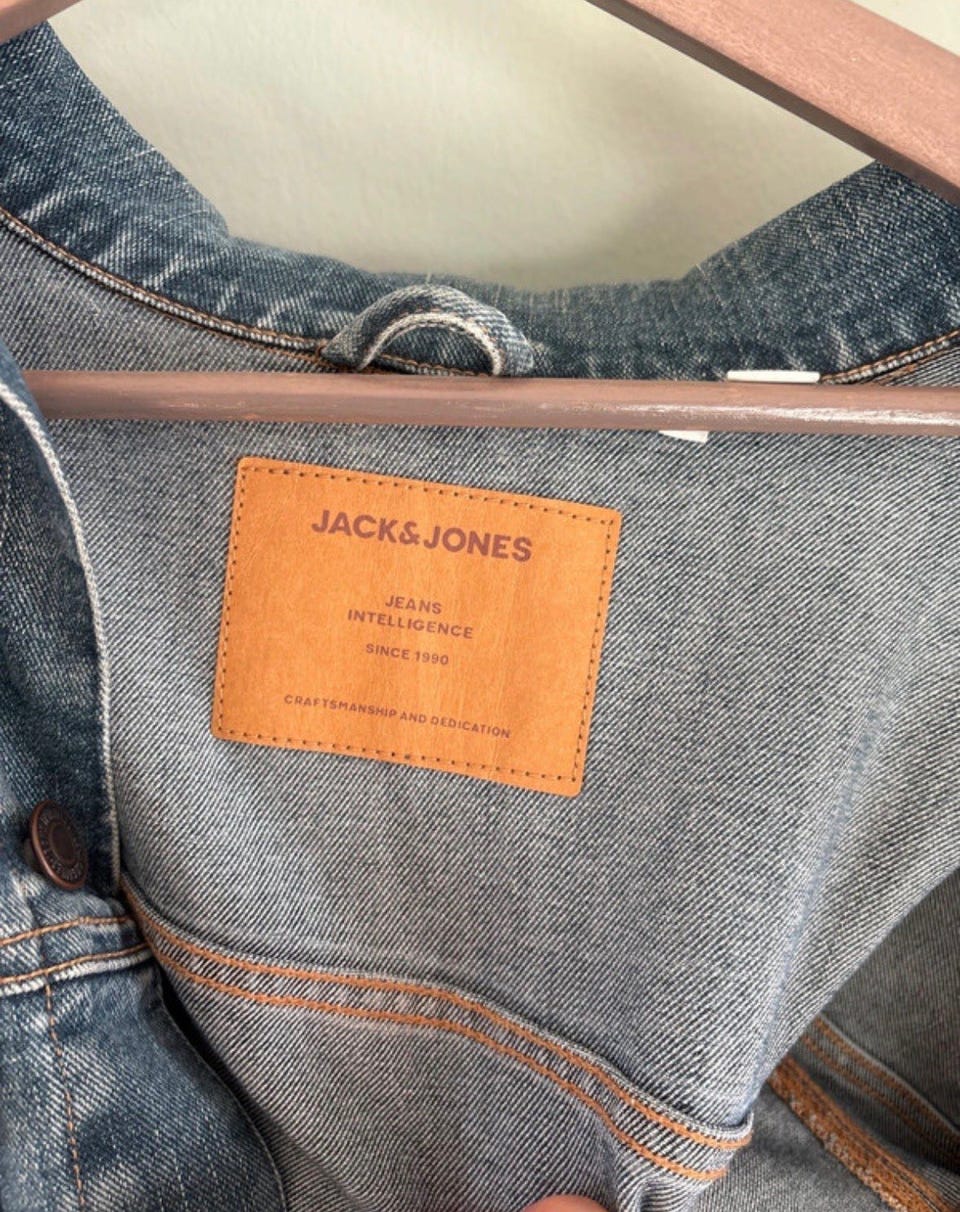 JACK&JONES
JEANS
INTELLIGENCE
SINCE 1990
CRAFTSMANSHIP AND DEDICATION